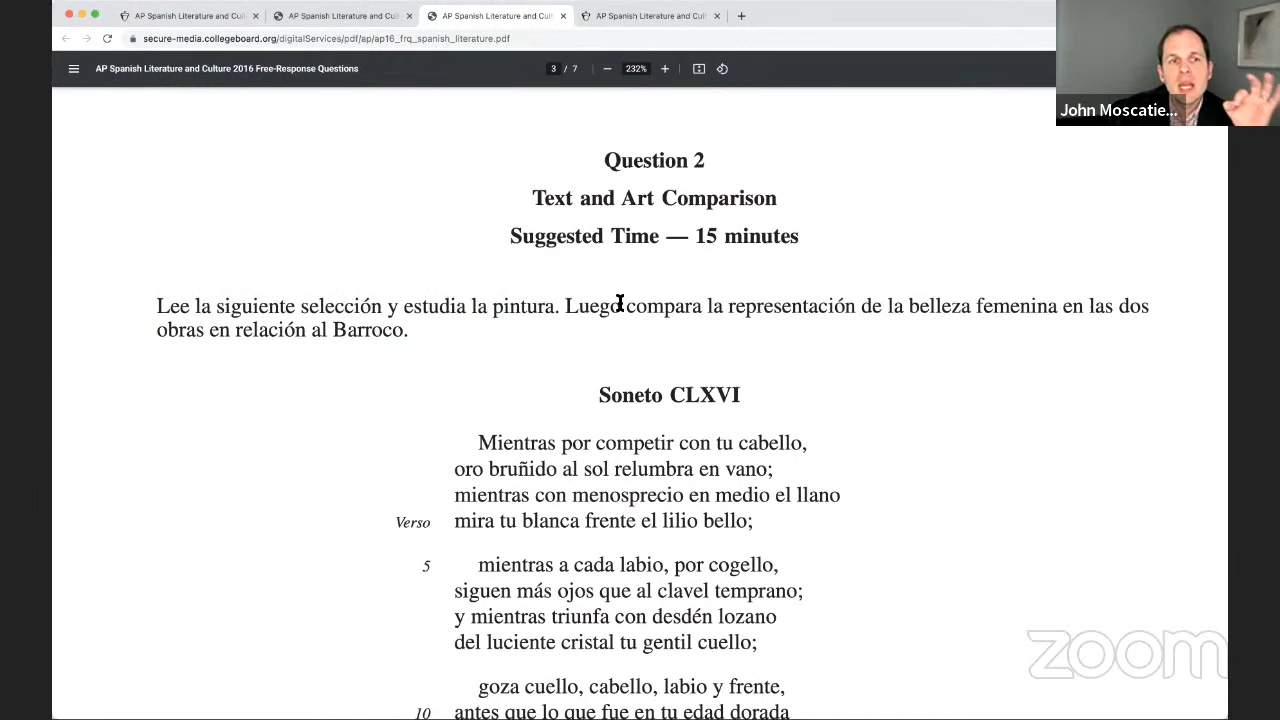 AP Spanish Literature and Cul
AP Spanish Literature and Cult
AP Spanish Literature and Cult
AP Spanish Literature and Cult
secure-media.collegeboard.org/digitalServices/pdf/ap/ap16_frq_spanish_literature.pdf
AP Spanish Literature and Culture 2016 Free-Response Questions
3 / 7
232%
John Moscatie...
Question 2
Text and Art Comparison
Suggested Time — 15 minutes
Lee la siguiente selección y estudia la pintura. Luego compara la representación de la belleza femenina en las dos
obras en relación al Barroco.
Soneto CLXVI
Mientras por competir con tu cabello,
oro bruñido al sol relumbra en vano;
mientras con menosprecio en medio el llano
Verso mira tu blanca frente el lilio bello;
5 mientras a cada labio, por cogello,
siguen más ojos que al clavel temprano;
y mientras triunfa con desdén lozano
del luciente cristal tu gentil cuello;
goza cuello, cabello, labio y frente,
10 antes que lo que fue en tu edad dorada
zoom